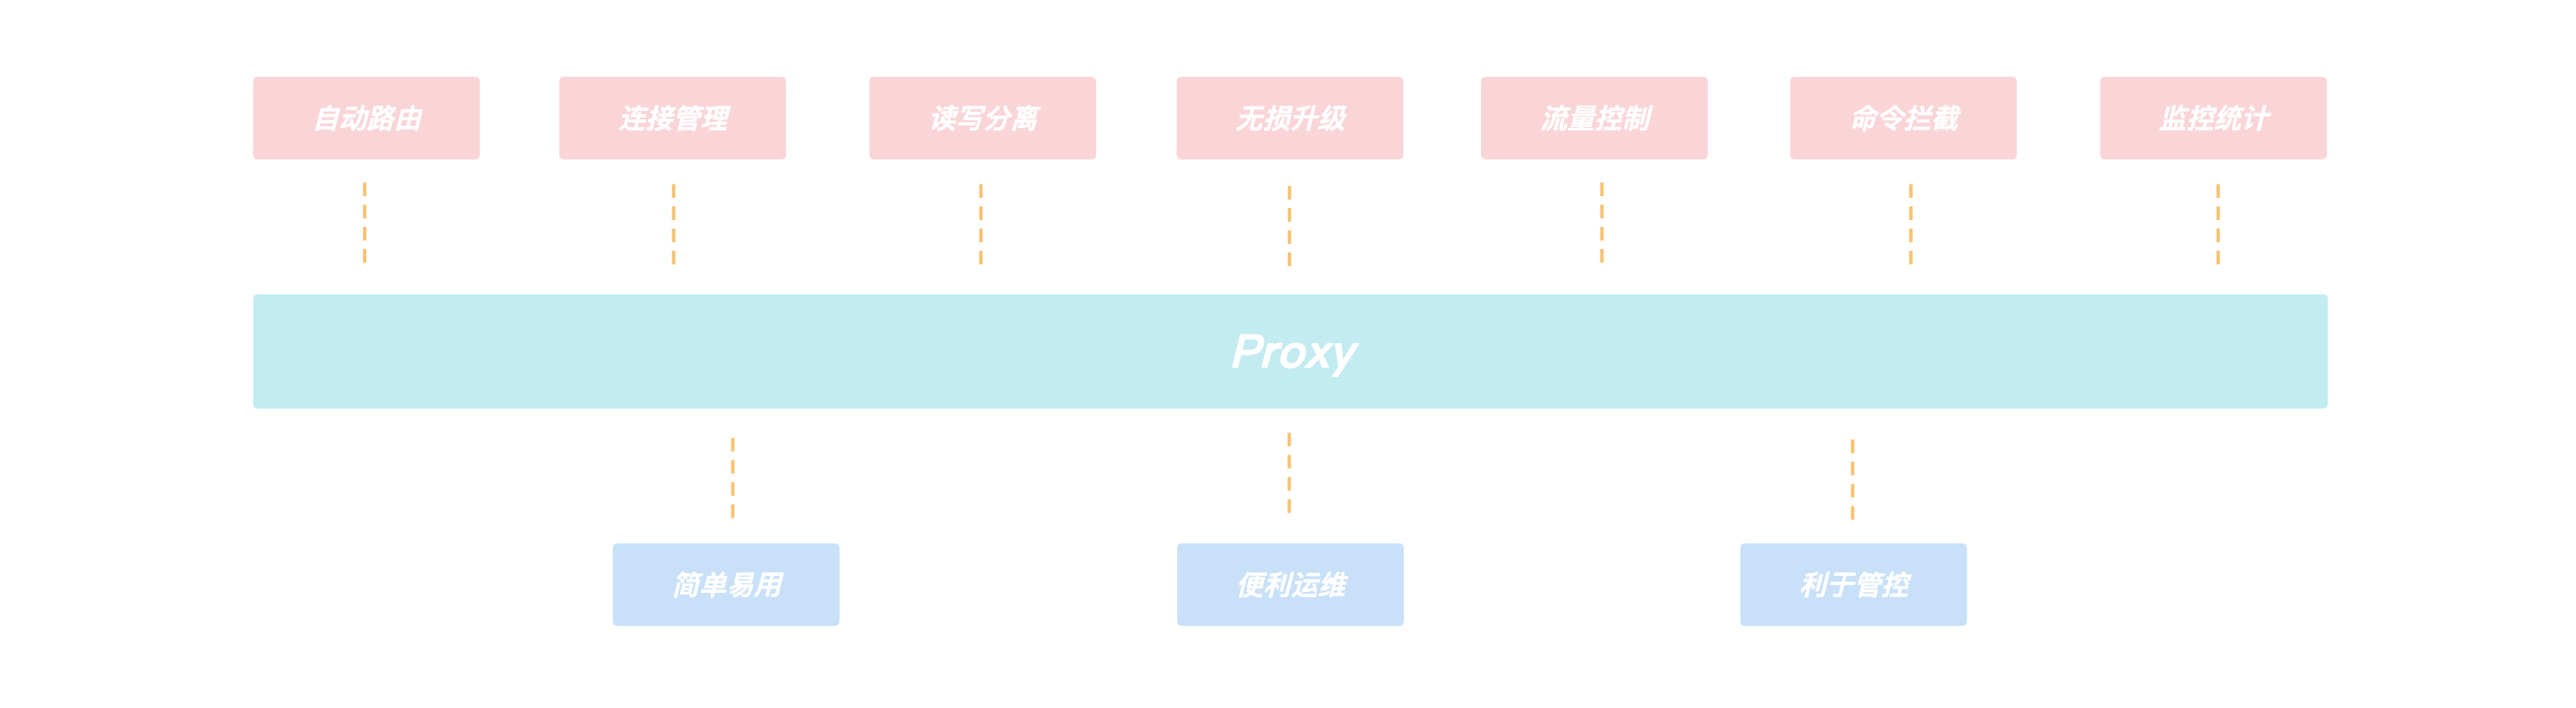 自动路由
连接管理
读写分离
无损升级
流量控制
命令拦截
监控统计
Proxy
简单易用
便利运维
利于管控